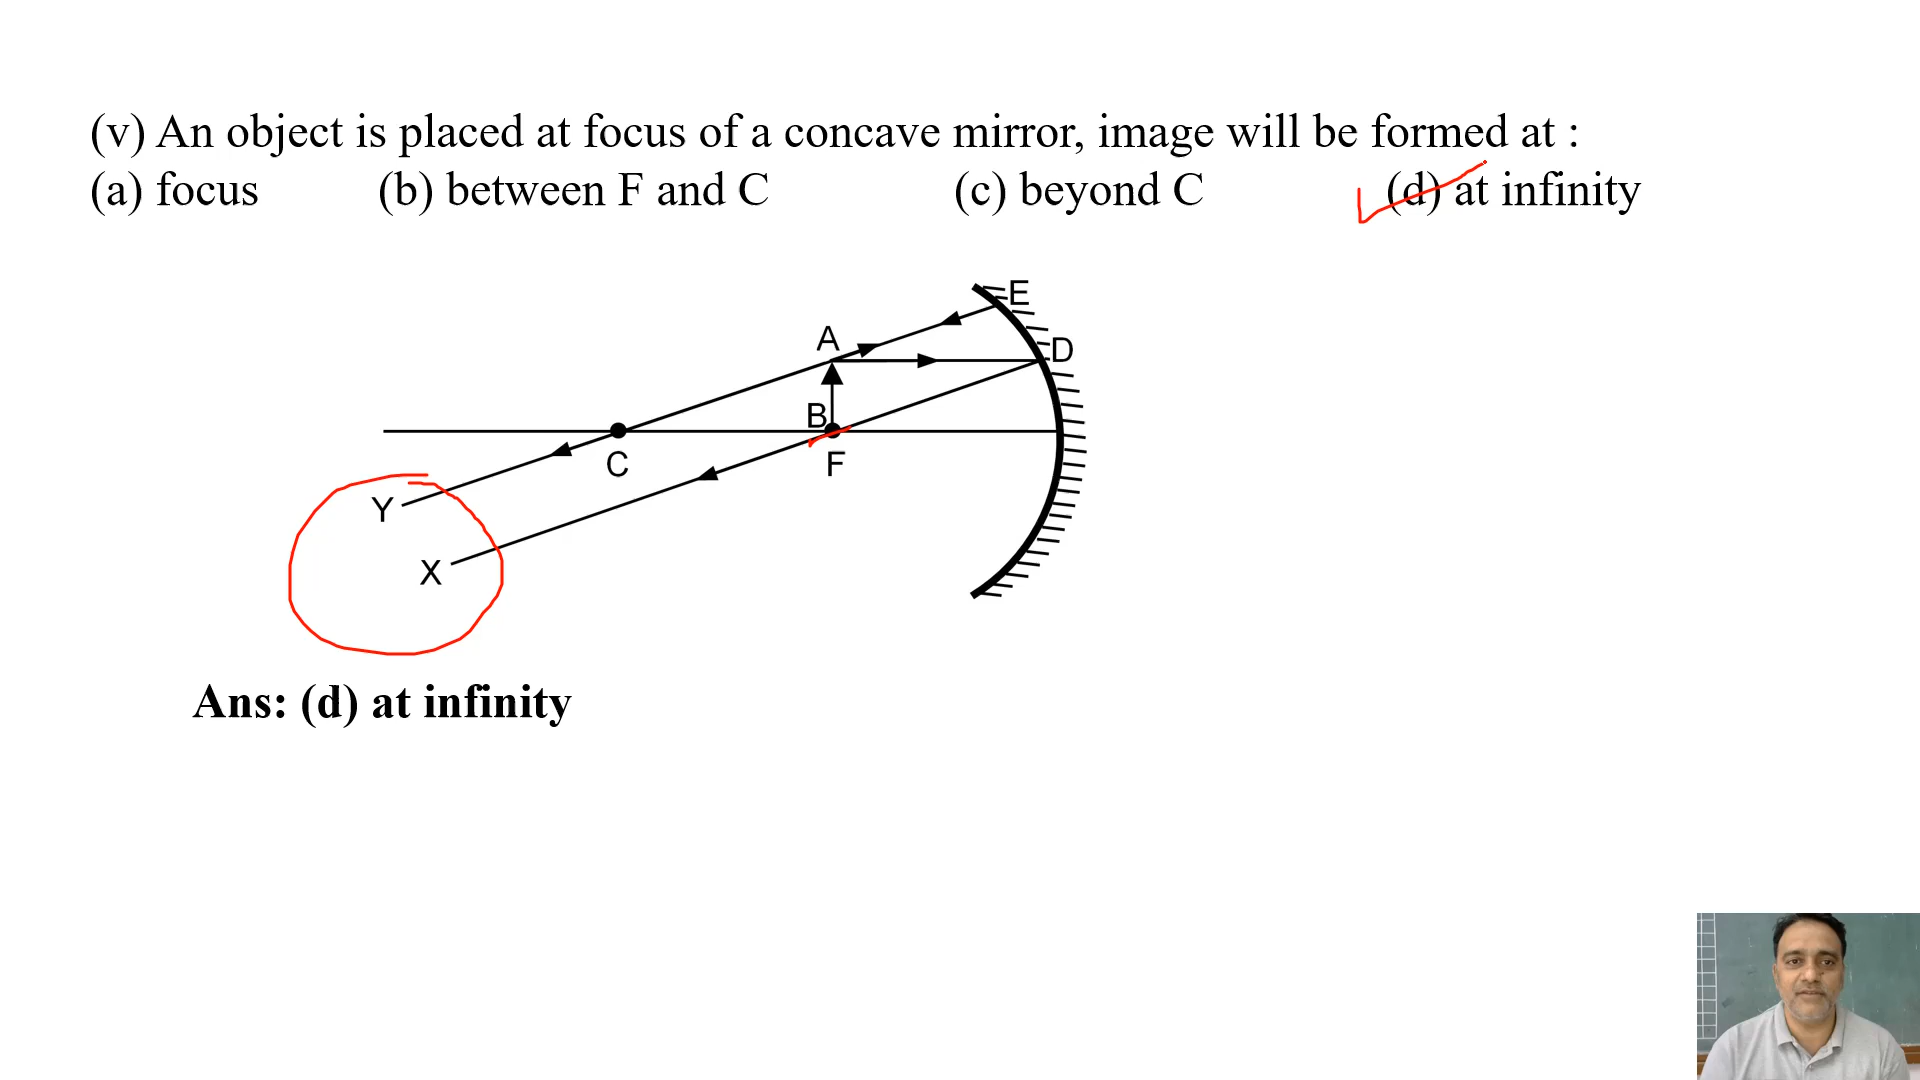 (v) An object is placed at focus of a concave mirror, image will be formed at :
(a) focus (b) between F and C (c) beyond C (d) at infinity
E
A
D
B
C
F
Y
X
Ans: (d) at infinity